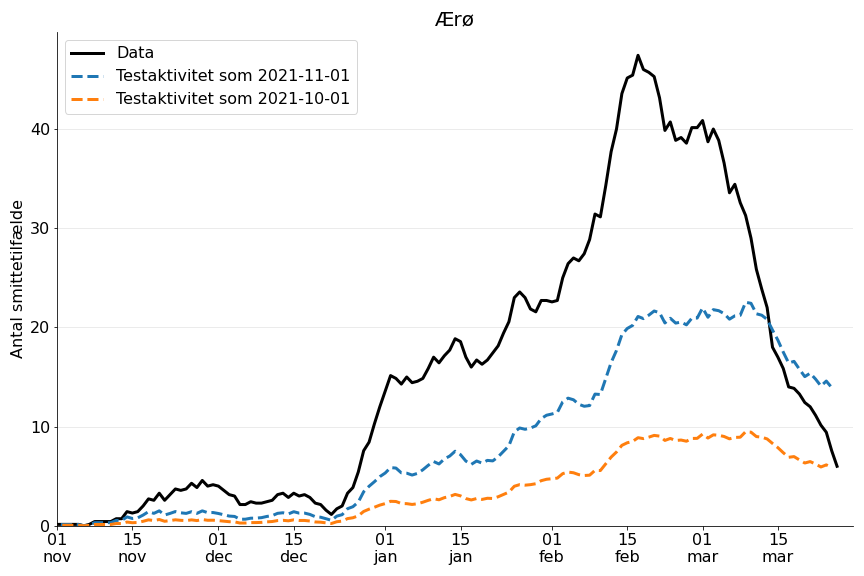 Ærø
Data
Testaktivitet som 2021-11-01
Testaktivitet som 2021-10-01
Antal smittetilfælde
40
30
20
10
0
01 15 01 15 01 15 01 15 01 15
nov nov dec dec jan jan feb feb mar mar